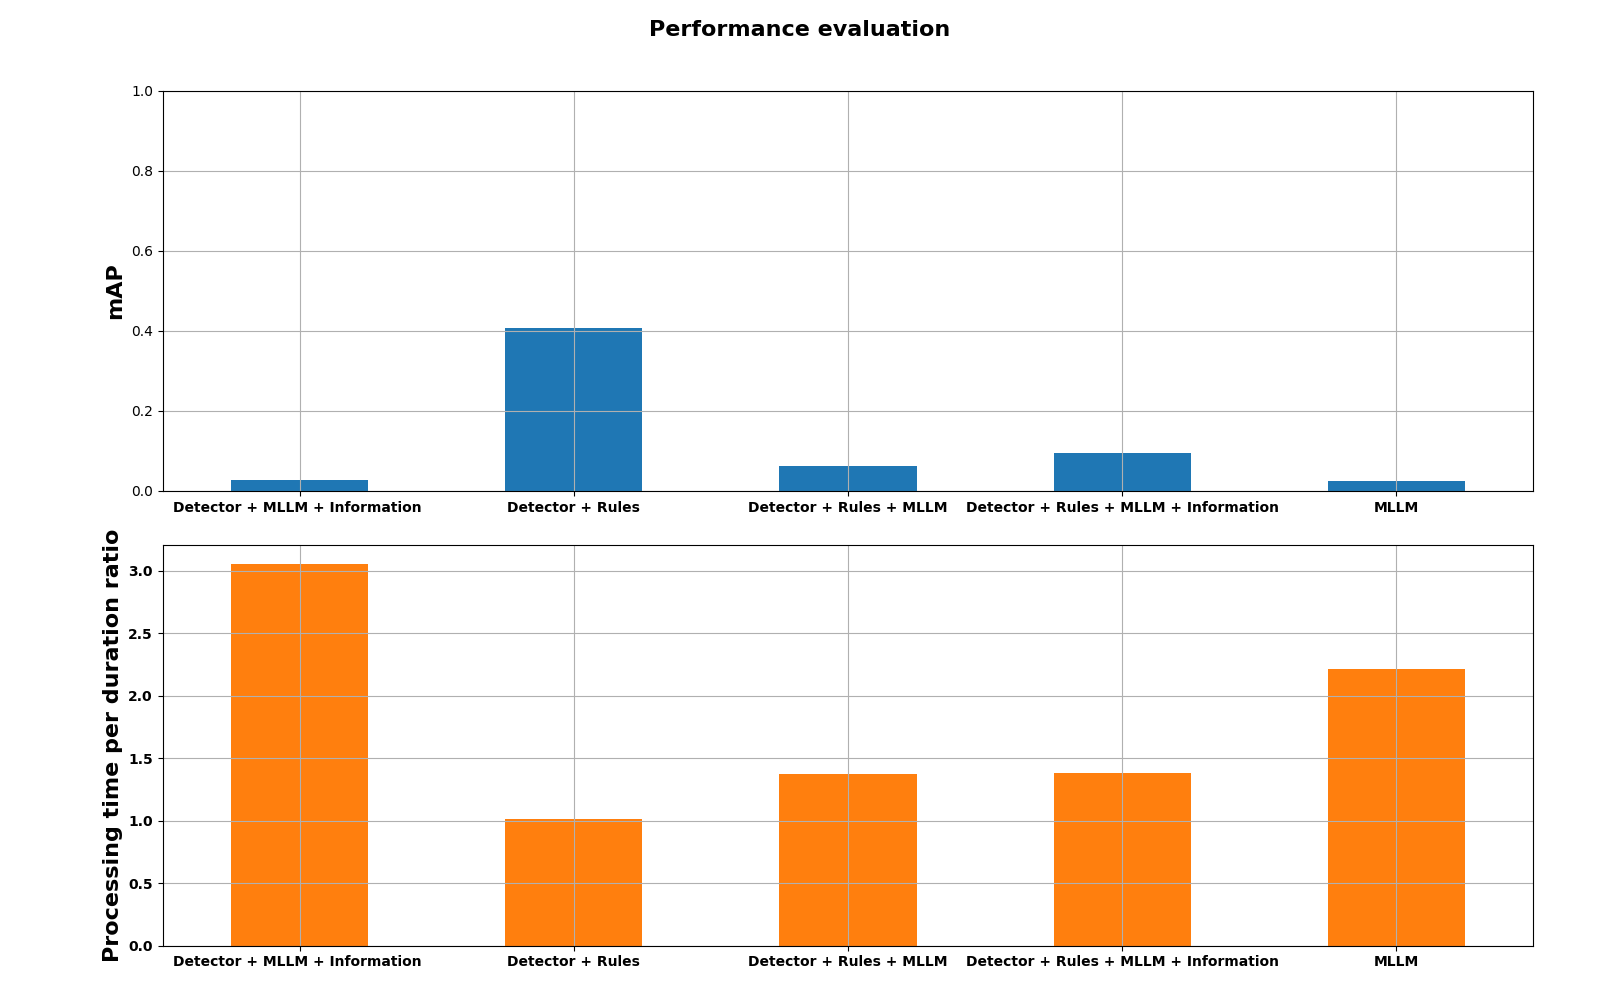 Performance evaluation
mAP
1.0
0.8
0.6
0.4
0.2
0.0
Detector + MLLM + Information
Detector + Rules
Detector + Rules + MLLM
Detector + Rules + MLLM + Information
MLLM
Processing time per duration ratio
3.0
2.5
2.0
1.5
1.0
0.5
0.0
Detector + MLLM + Information
Detector + Rules
Detector + Rules + MLLM
Detector + Rules + MLLM + Information
MLLM